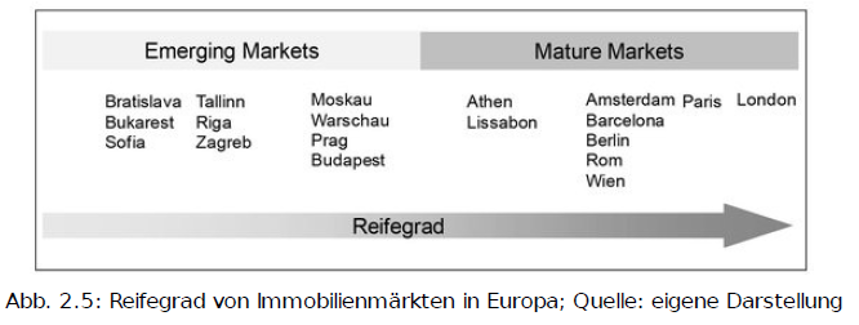 Emerging Markets Mature Markets
Bratislava Tallinn Moskau Athen Amsterdam Paris London
Bukarest Riga Warschau Lissabon Barcelona
Sofia Zagreb Prag Berlin
Budapest Rom
Wien
Reifegrad
Abb. 2.5: Reifegrad von Immobilienmärkten in Europa; Quelle: eigene Darstellung